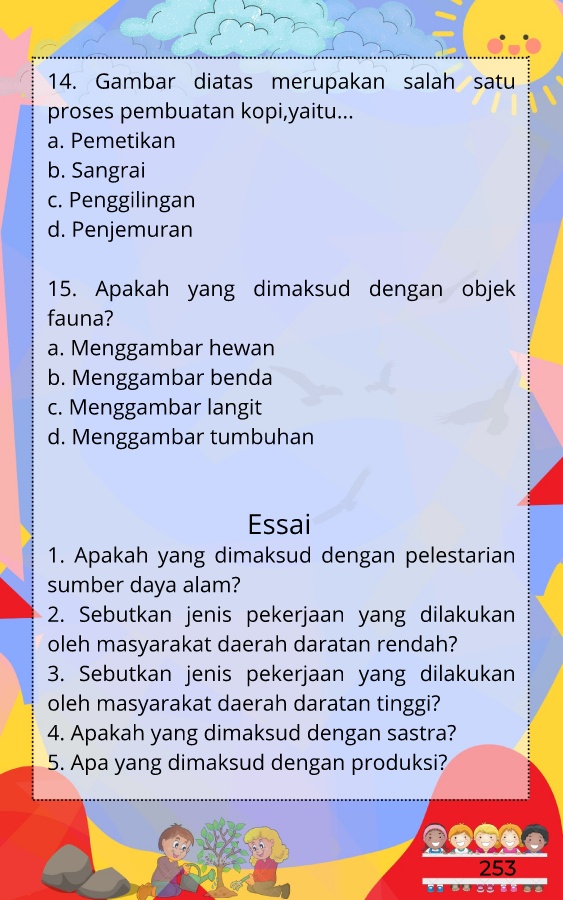 14. Gambar diatas merupakan salah satu
proses pembuatan kopi,yaitu...
a. Pemetikan
b. Sangrai
c. Penggilingan
d. Penjemuran
15. Apakah yang dimaksud dengan objek
fauna?
a. Menggambar hewan
b. Menggambar benda
c. Menggambar langit
d. Menggambar tumbuhan
Essai
1. Apakah yang dimaksud dengan pelestarian
sumber daya alam?
2. Sebutkan jenis pekerjaan yang dilakukan
oleh masyarakat daerah daratan rendah?
3. Sebutkan jenis pekerjaan yang dilakukan
oleh masyarakat daerah daratan tinggi?
4. Apakah yang dimaksud dengan sastra?
5. Apa yang dimaksud dengan produksi?
253